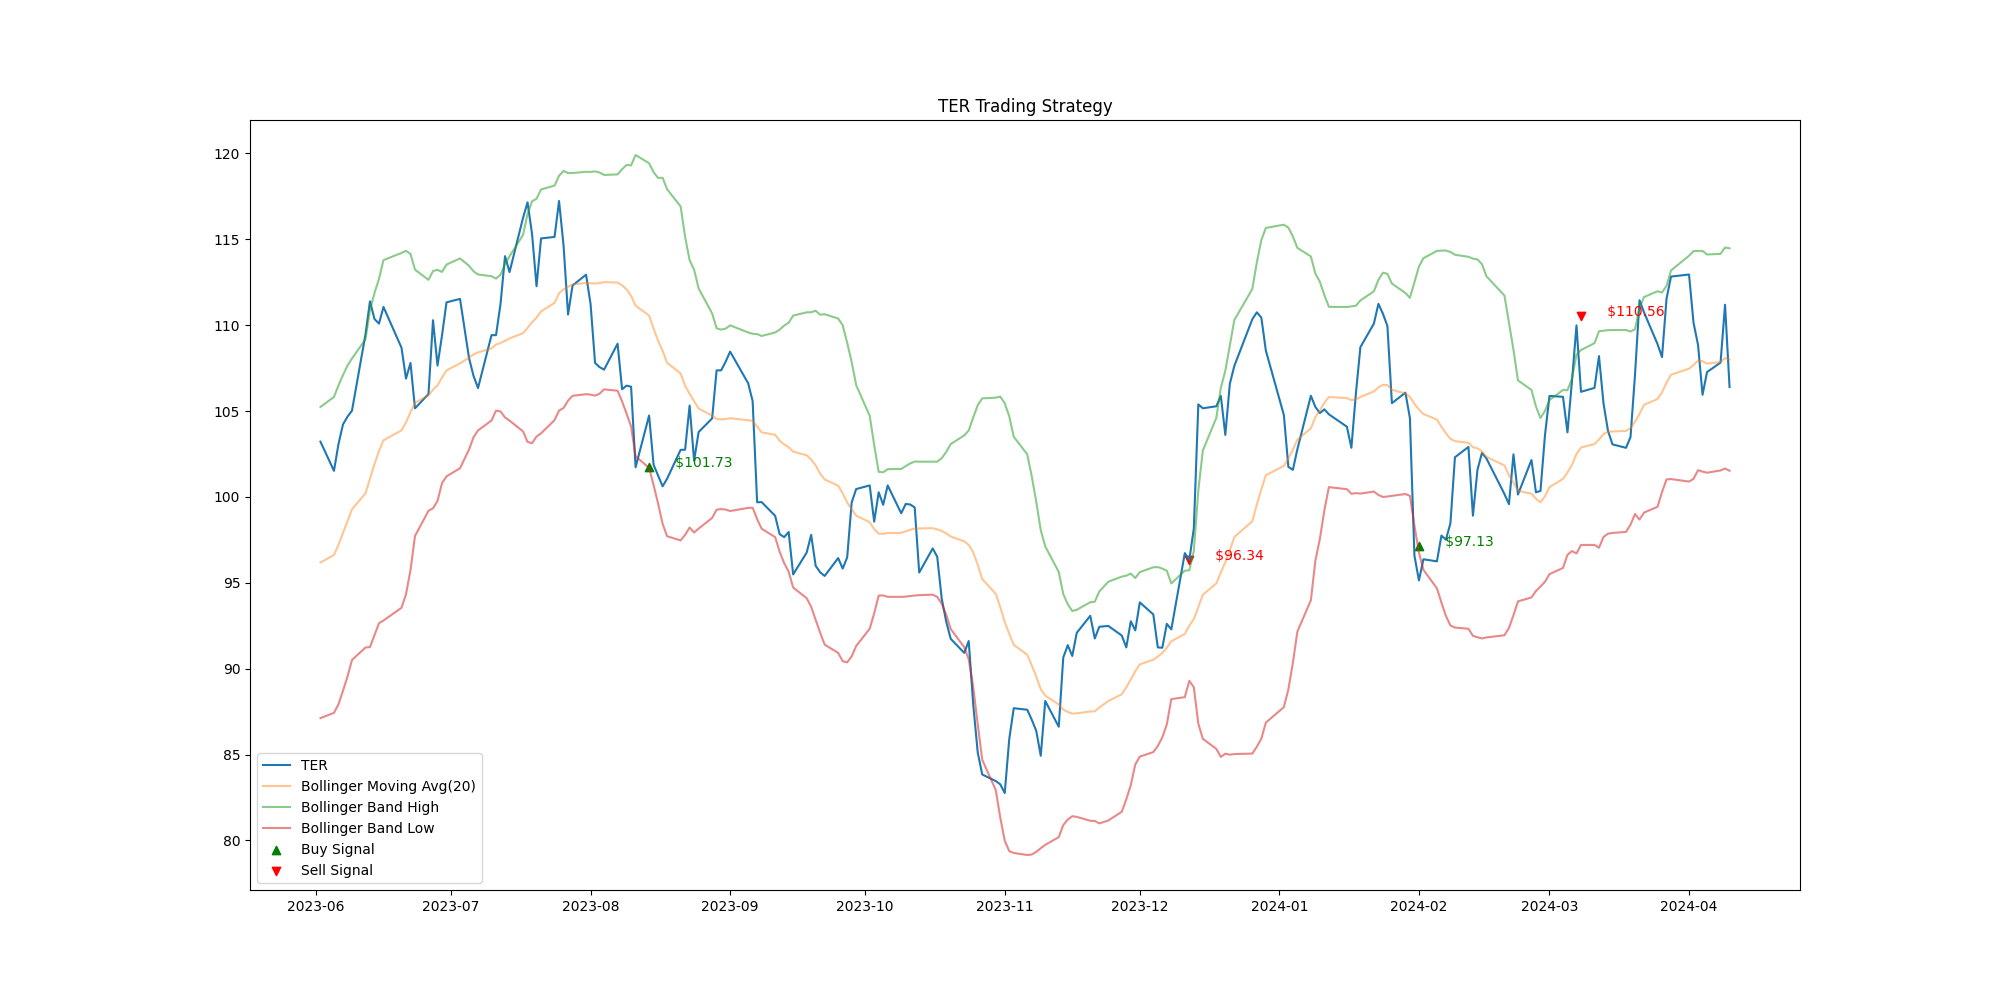 TER Trading Strategy
120
115
110
105
100
95
90
85
80
$110.56
$101.73
$97.13
$96.34
TER
Bollinger Moving Avg(20)
Bollinger Band High
Bollinger Band Low
Buy Signal
Sell Signal
2023-06 2023-07 2023-08 2023-09 2023-10 2023-11 2023-12 2024-01 2024-02 2024-03 2024-04